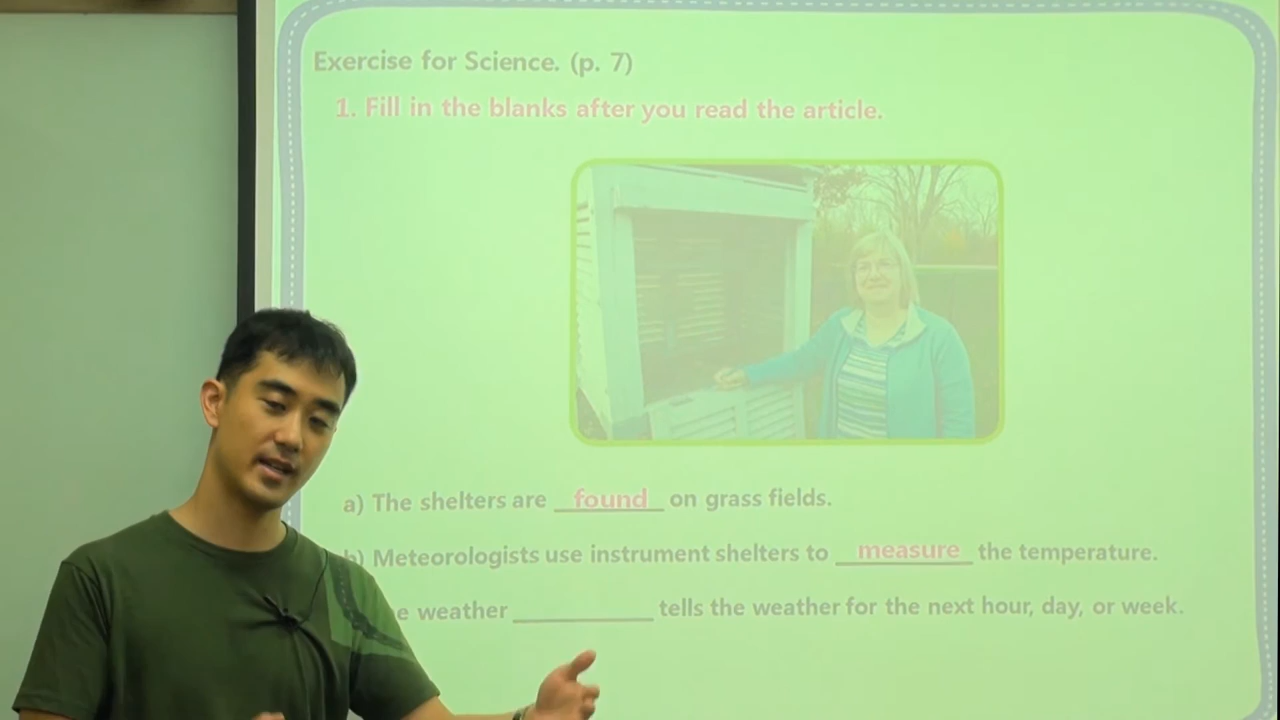 Exercise for Science. (p. 7)
1. Fill in the blanks after you read the article.
a) The shelters are found on grass fields.
b) Meteorologists use instrument shelters to measure the temperature.
e weather ____________ tells the weather for the next hour, day, or week.